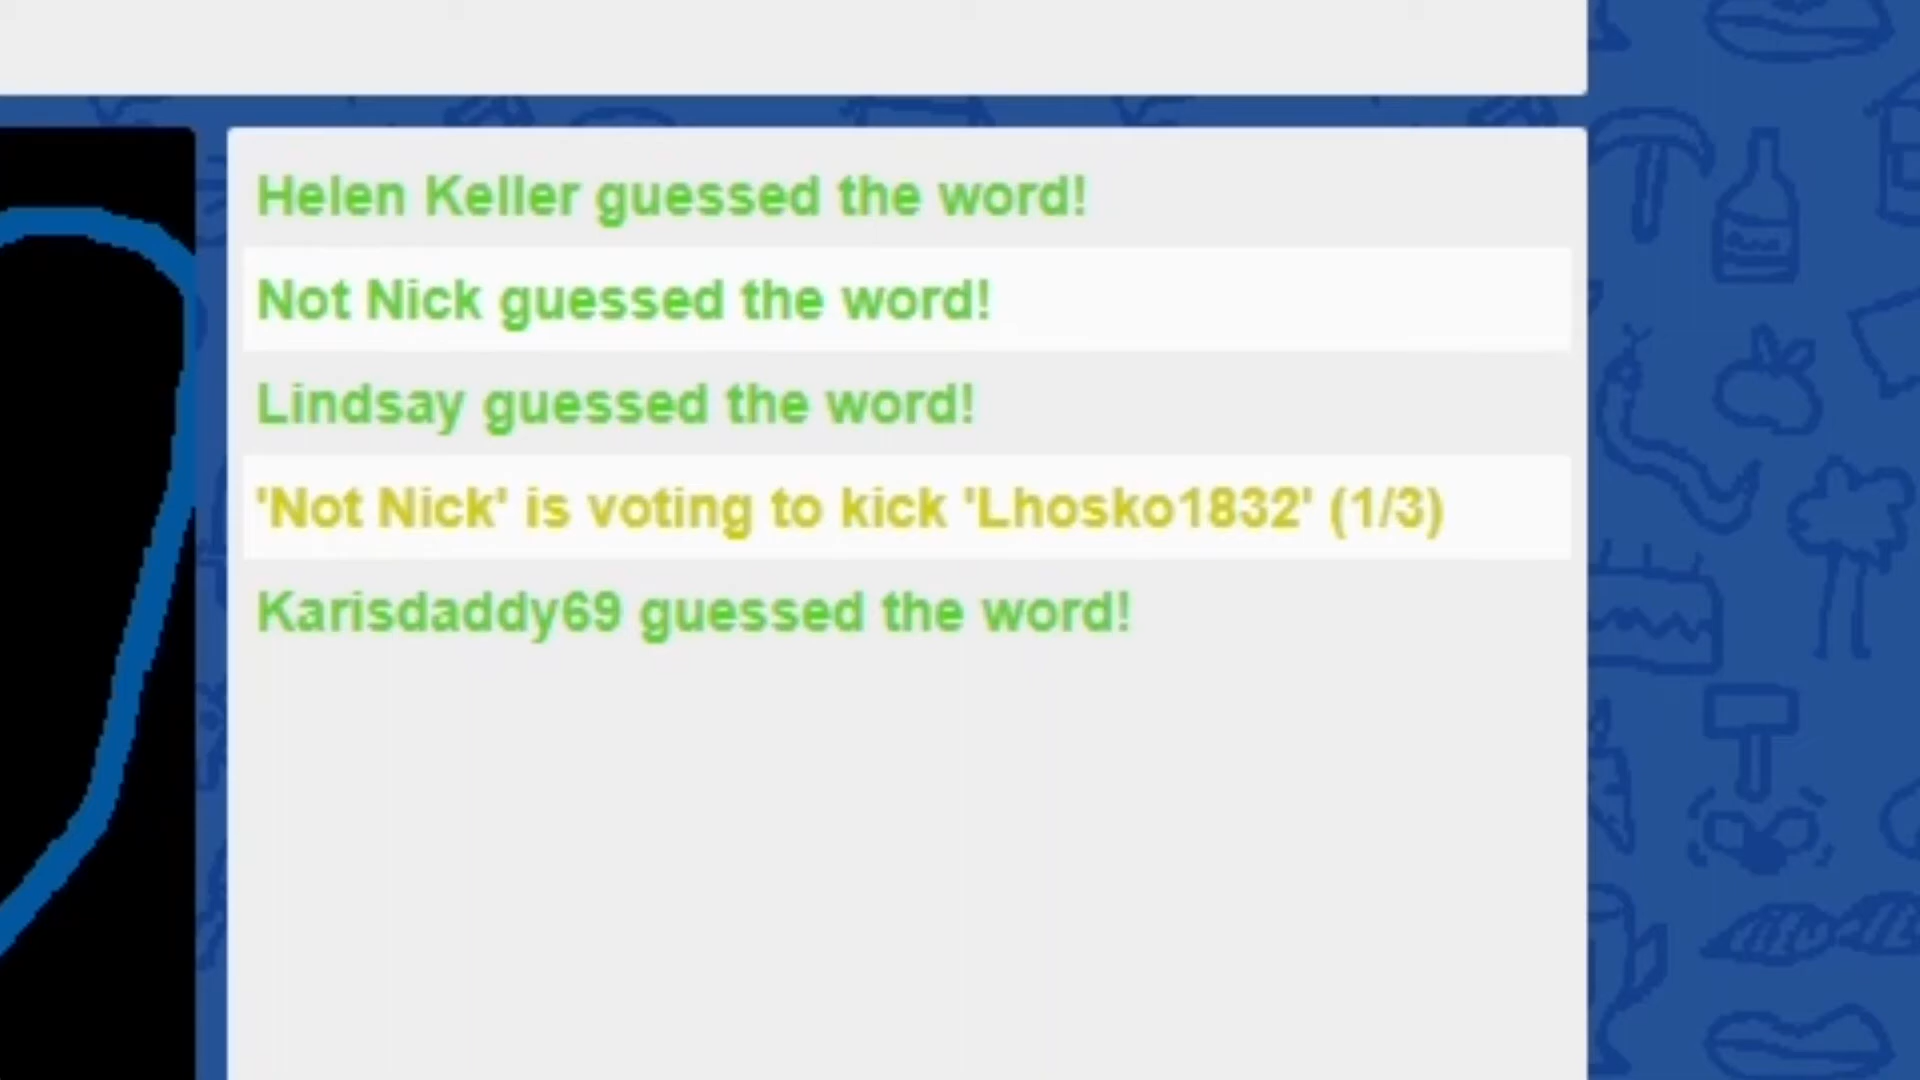 Helen Keller guessed the word!
Not Nick guessed the word!
Lindsay guessed the word!
'Not Nick' is voting to kick 'Lhosko1832' (1/3)
Karisdaddy69 guessed the word!